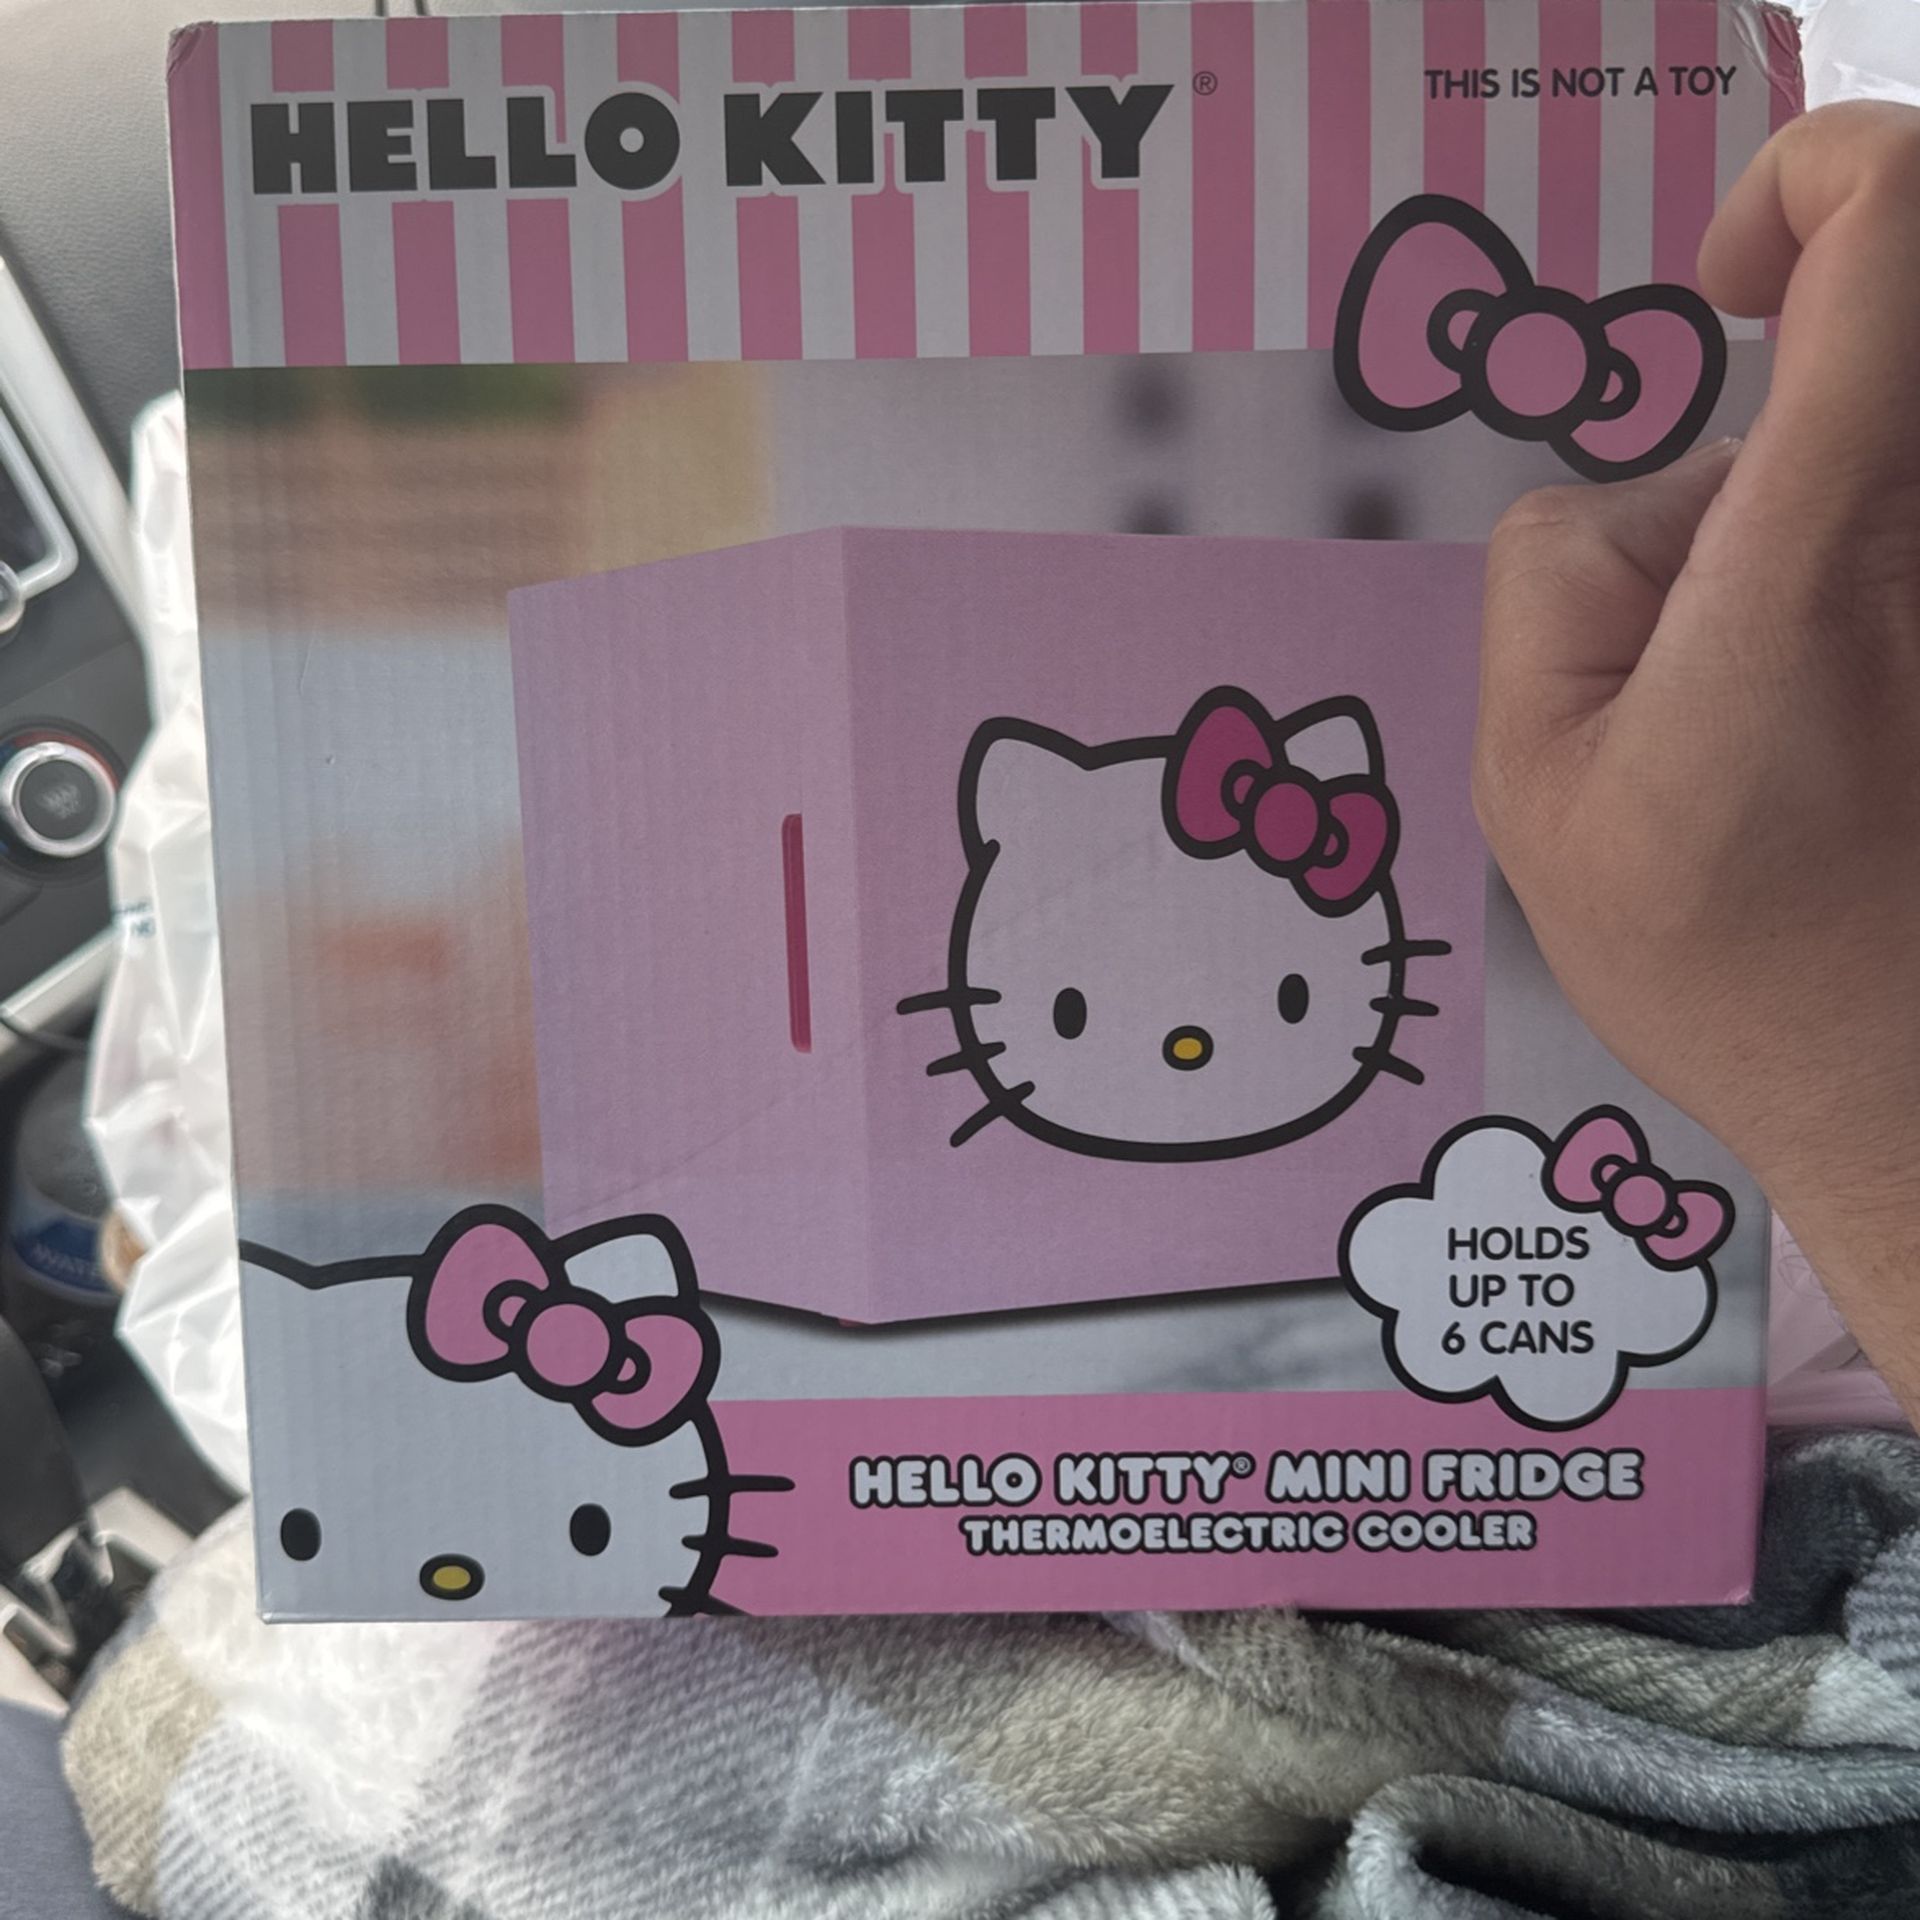 HELLO KITTY®
THIS IS NOT A TOY
HOLDS
UP TO
6 CANS
HELLO KITTY® MINI FRIDGE
THERMOELECTRIC COOLER